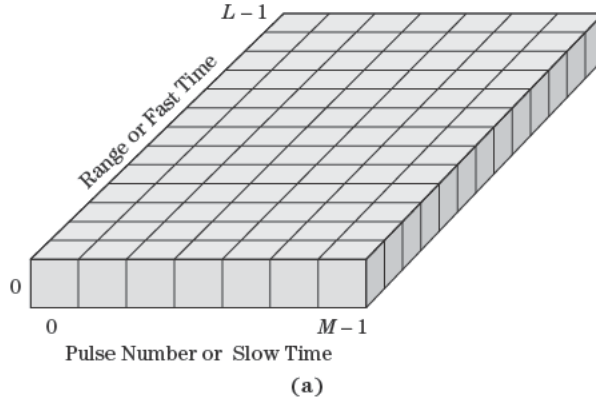 L – 1
Range or Fast Time
0
0
M – 1
Pulse Number or Slow Time
(a)